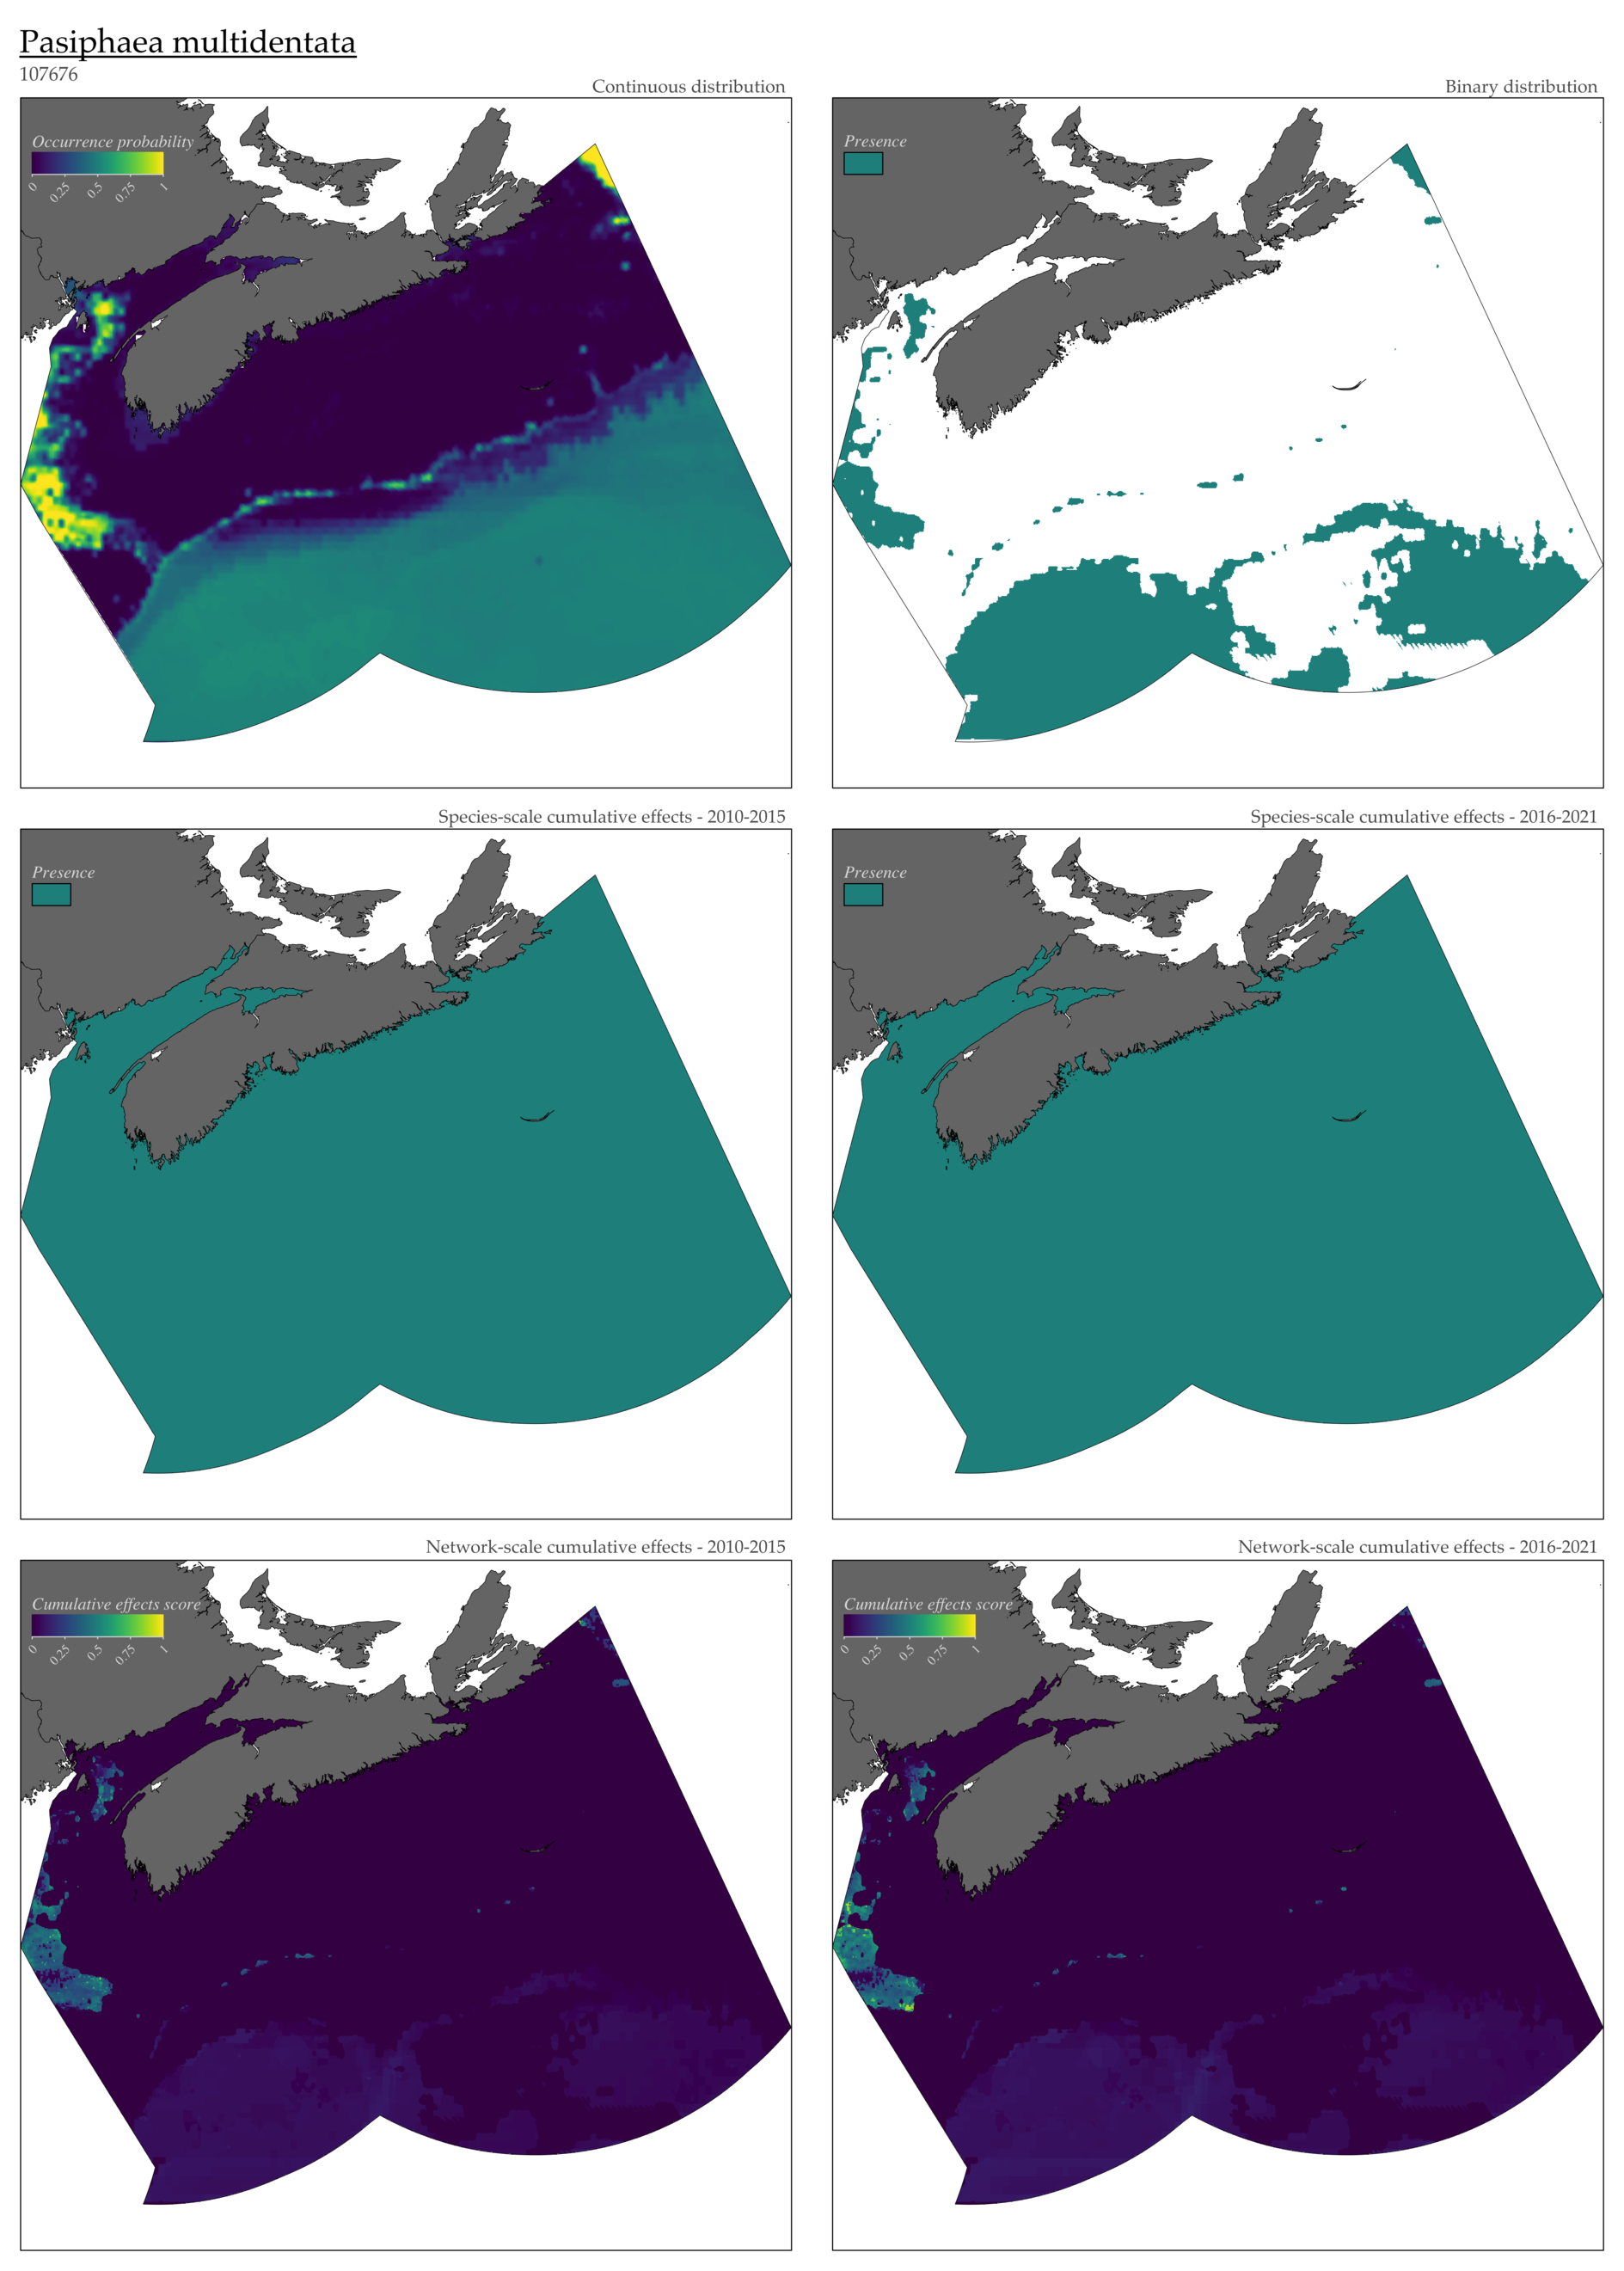 Pasiphaea multidentata
107676
Continuous distribution
Binary distribution
Occurrence probability
0 0.25 0.5 0.75 1
Presence
Species-scale cumulative effects - 2010-2015
Species-scale cumulative effects - 2016-2021
Presence
Presence
Network-scale cumulative effects - 2010-2015
Network-scale cumulative effects - 2016-2021
Cumulative effects score
0 0.25 0.5 0.75 1
Cumulative effects score
0 0.25 0.5 0.75 1